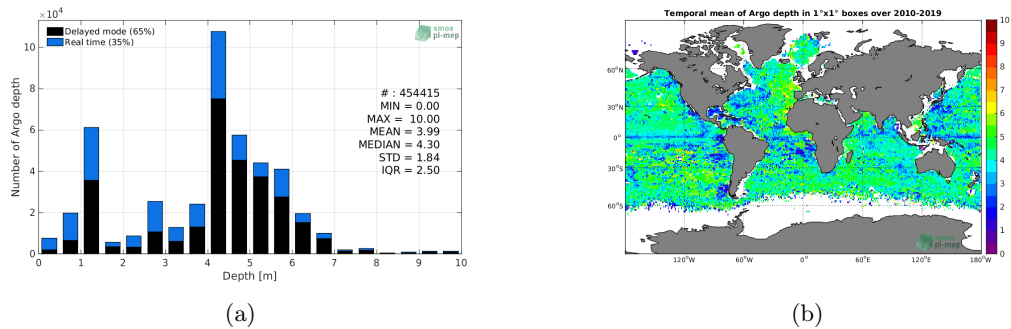 ×10⁴
Delayed mode (65%)
Real time (35%)
smos
pi-mep
# : 454415
MIN = 0.00
MAX = 10.00
MEAN = 3.99
MEDIAN = 4.30
STD = 1.84
IQR = 2.50
Number of Argo depth
10
8
6
4
2
0
0 1 2 3 4 5 6 7 8 9 10
Depth [m]
(a)
Temporal mean of Argo depth in 1°x1° boxes over 2010-2019
60°N
30°N
0°
30°S
60°S
120°W 60°W 0°E 60°E 120°E 180°W
10
9
8
7
6
5
4
3
2
1
0
smos
pi-mep
(b)